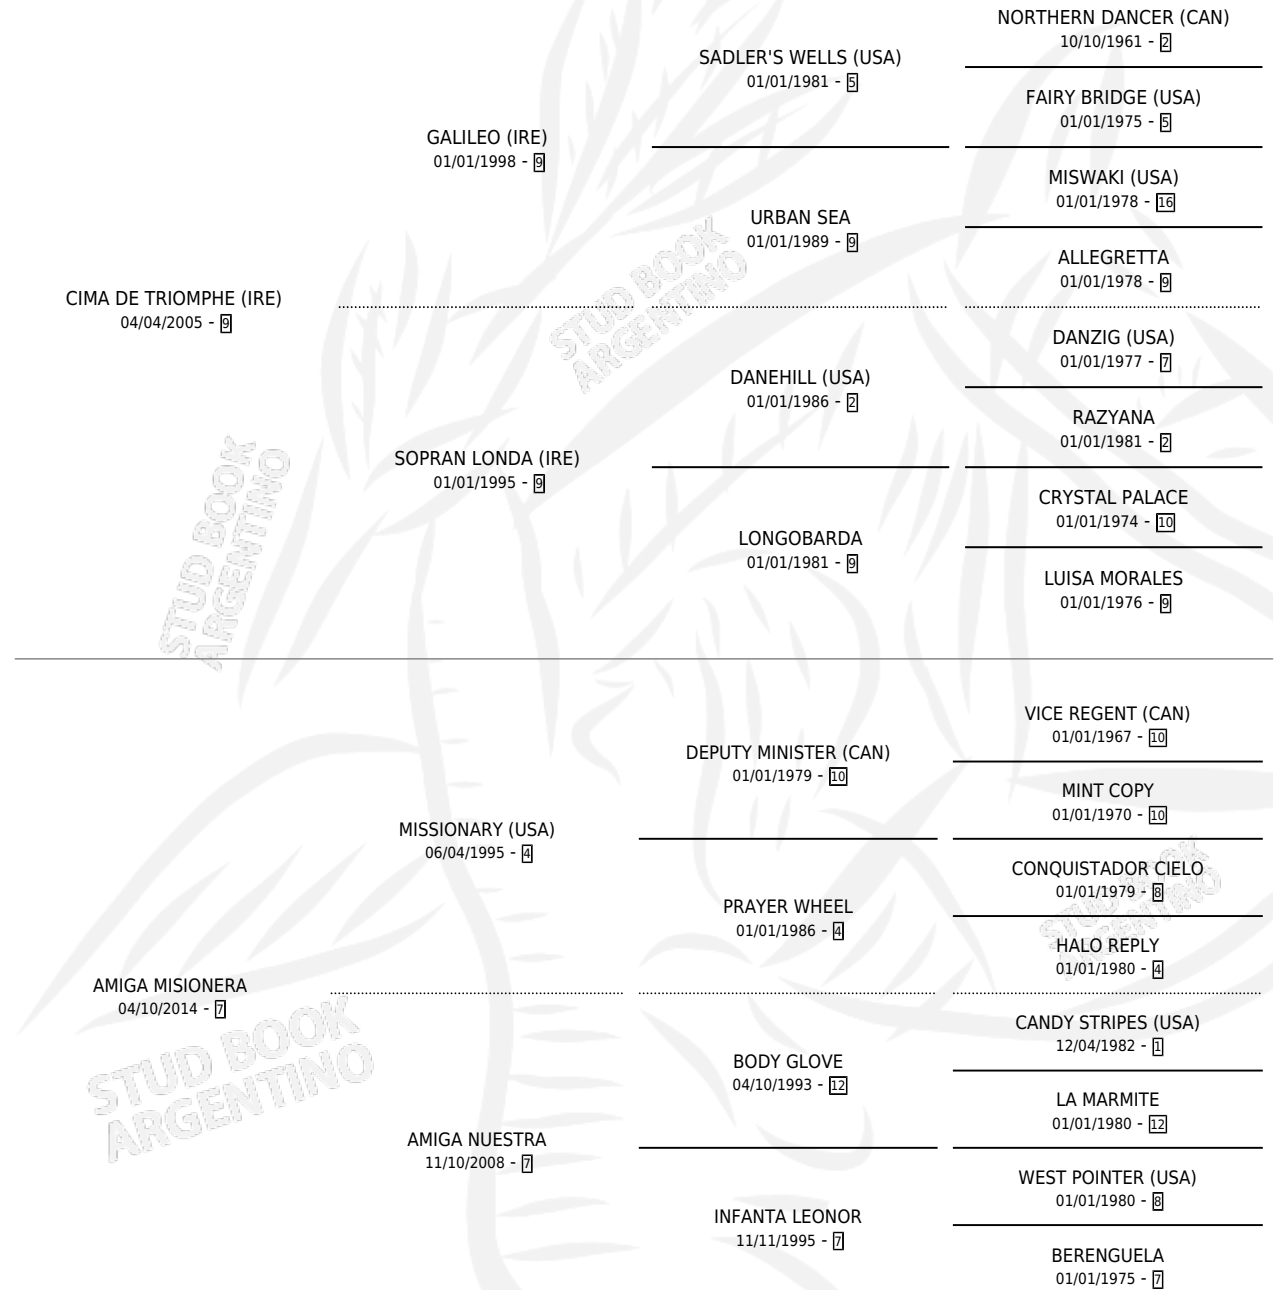 NORTHERN DANCER (CAN)
10/10/1961 - 2
SADLER'S WELLS (USA)
01/01/1981 - 5
FAIRY BRIDGE (USA)
01/01/1975 - 5
GALILEO (IRE)
01/01/1998 - 9
MISWAKI (USA)
01/01/1978 - 16
URBAN SEA
01/01/1989 - 9
ALLEGRETTA
01/01/1978 - 9
CIMA DE TRIOMPHE (IRE)
04/04/2005 - 9
DANZIG (USA)
01/01/1977 - 7
DANEHILL (USA)
01/01/1986 - 2
RAZYANA
01/01/1981 - 2
SOPRAN LONDA (IRE)
01/01/1995 - 9
CRYSTAL PALACE
01/01/1974 - 10
LONGOBARDA
01/01/1981 - 9
LUISA MORALES
01/01/1976 - 9
VICE REGENT (CAN)
01/01/1967 - 10
DEPUTY MINISTER (CAN)
01/01/1979 - 10
MINT COPY
01/01/1970 - 10
MISSIONARY (USA)
06/04/1995 - 4
CONQUISTADOR CIELO
01/01/1979 - 8
PRAYER WHEEL
01/01/1986 - 4
HALO REPLY
01/01/1980 - 4
AMIGA MISIONERA
04/10/2014 - 7
CANDY STRIPES (USA)
12/04/1982 - 1
BODY GLOVE
04/10/1993 - 12
LA MARMITE
01/01/1980 - 12
AMIGA NUESTRA
11/10/2008 - 7
WEST POINTER (USA)
01/01/1980 - 8
INFANTA LEONOR
11/11/1995 - 7
BERENGUELA
01/01/1975 - 7
STUD BOOK
ARGENTINO
STUD BOOK
ARGENTINO
STUD BOOK
ARGENTINO
STUD BOOK
ARGENTINO